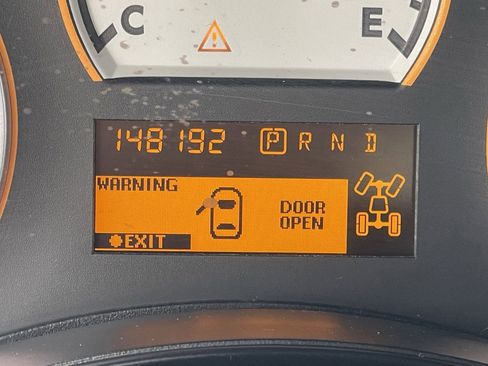 C E
148192 P R N D
WARNING
DOOR
OPEN
EXIT